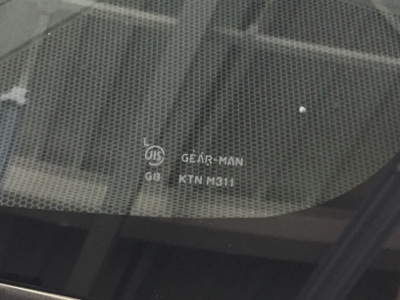 L
JIS GEAR-MAN
GB KTN M311